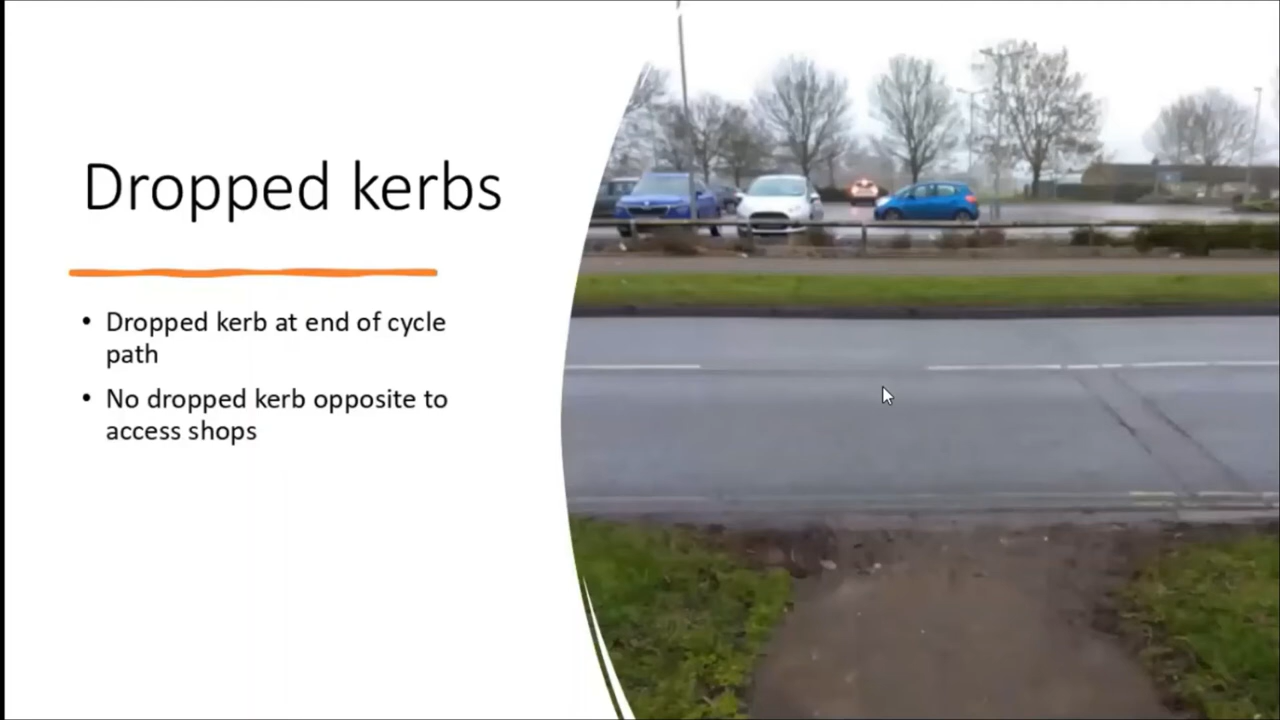 Dropped kerbs
• Dropped kerb at end of cycle
path
• No dropped kerb opposite to
access shops